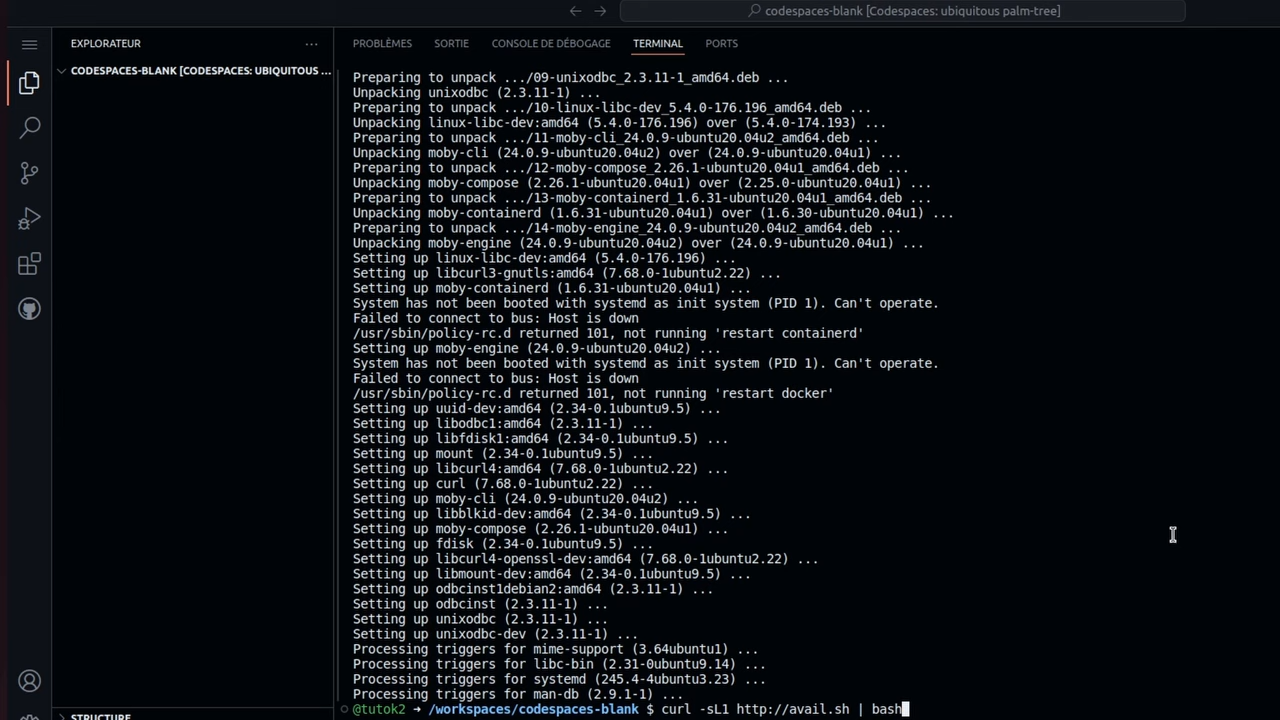 codespaces-blank [Codespaces: ubiquitous palm-tree]
EXPLORATEUR
CODESPACES-BLANK [CODESPACES: UBIQUITOUS ...
STRUCTURE
PROBLÈMES SORTIE CONSOLE DE DÉBOGAGE TERMINAL PORTS
Preparing to unpack .../09-unixodbc_2.3.11-1_amd64.deb ...
Unpacking unixodbc (2.3.11-1) ...
Preparing to unpack .../10-linux-libc-dev_5.4.0-176.196_amd64.deb ...
Unpacking linux-libc-dev:amd64 (5.4.0-176.196) over (5.4.0-174.193) ...
Preparing to unpack .../11-moby-cli_24.0.9-ubuntu20.04u2_amd64.deb ...
Unpacking moby-cli (24.0.9-ubuntu20.04u2) over (24.0.9-ubuntu20.04u1) ...
Preparing to unpack .../12-moby-compose_2.26.1-ubuntu20.04u1_amd64.deb ...
Unpacking moby-compose (2.26.1-ubuntu20.04u1) over (2.25.0-ubuntu20.04u1) ...
Preparing to unpack .../13-moby-containerd_1.6.31-ubuntu20.04u1_amd64.deb ...
Unpacking moby-containerd (1.6.31-ubuntu20.04u1) over (1.6.30-ubuntu20.04u1) ...
Preparing to unpack .../14-moby-engine_24.0.9-ubuntu20.04u2_amd64.deb ...
Unpacking moby-engine (24.0.9-ubuntu20.04u2) over (24.0.9-ubuntu20.04u1) ...
Setting up linux-libc-dev:amd64 (5.4.0-176.196) ...
Setting up libcurl3-gnutls:amd64 (7.68.0-1ubuntu2.22) ...
Setting up moby-containerd (1.6.31-ubuntu20.04u1) ...
System has not been booted with systemd as init system (PID 1). Can't operate.
Failed to connect to bus: Host is down
/usr/sbin/policy-rc.d returned 101, not running 'restart containerd'
Setting up moby-engine (24.0.9-ubuntu20.04u2) ...
System has not been booted with systemd as init system (PID 1). Can't operate.
Failed to connect to bus: Host is down
/usr/sbin/policy-rc.d returned 101, not running 'restart docker'
Setting up uuid-dev:amd64 (2.34-0.1ubuntu9.5) ...
Setting up libodbc1:amd64 (2.3.11-1) ...
Setting up libfdisk1:amd64 (2.34-0.1ubuntu9.5) ...
Setting up mount (2.34-0.1ubuntu9.5) ...
Setting up libcurl4:amd64 (7.68.0-1ubuntu2.22) ...
Setting up curl (7.68.0-1ubuntu2.22) ...
Setting up moby-cli (24.0.9-ubuntu20.04u2) ...
Setting up libblkid-dev:amd64 (2.34-0.1ubuntu9.5) ...
Setting up moby-compose (2.26.1-ubuntu20.04u1) ...
Setting up fdisk (2.34-0.1ubuntu9.5) ...
Setting up libcurl4-openssl-dev:amd64 (7.68.0-1ubuntu2.22) ...
Setting up libmount-dev:amd64 (2.34-0.1ubuntu9.5) ...
Setting up odbcinst1debian2:amd64 (2.3.11-1) ...
Setting up odbcinst (2.3.11-1) ...
Setting up unixodbc (2.3.11-1) ...
Setting up unixodbc-dev (2.3.11-1) ...
Processing triggers for mime-support (3.64ubuntu1) ...
Processing triggers for libc-bin (2.31-0ubuntu9.14) ...
Processing triggers for systemd (245.4-4ubuntu3.23) ...
Processing triggers for man-db (2.9.1-1) ...
@tutok2 ➜ /workspaces/codespaces-blank $ curl -sL1 http://avail.sh | bash